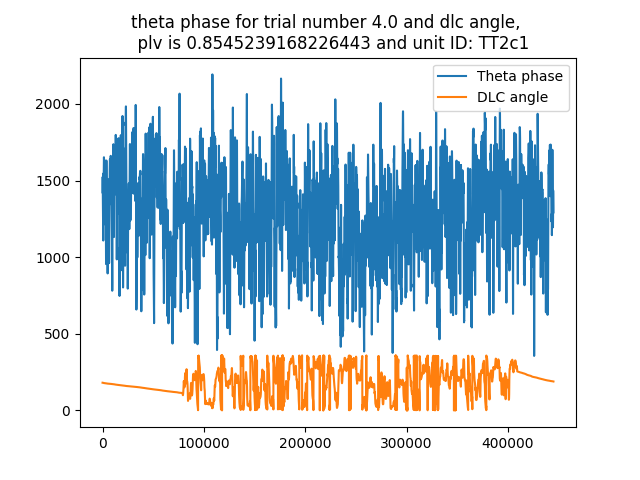 theta phase for trial number 4.0 and dlc angle,
plv is 0.8545239168226443 and unit ID: TT2c1
Theta phase
DLC angle
2000
1500
1000
500
0
0 100000 200000 300000 400000